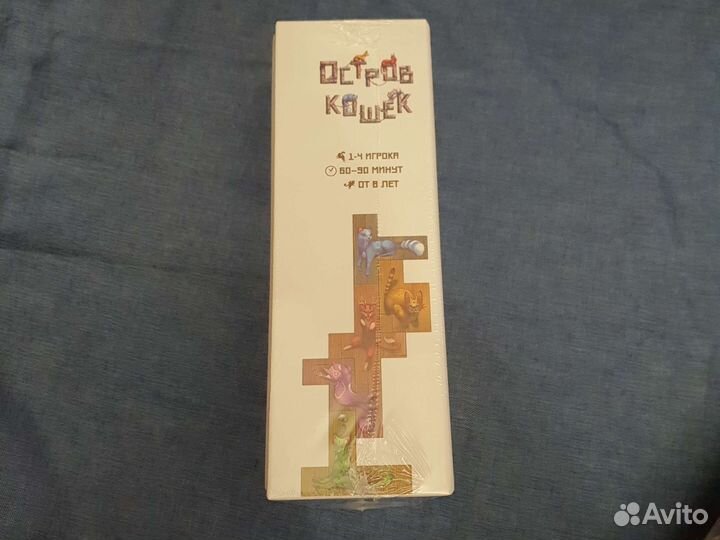 Остров
кошек
1-4 игрока
60-90 минут
от 8 лет
Avito